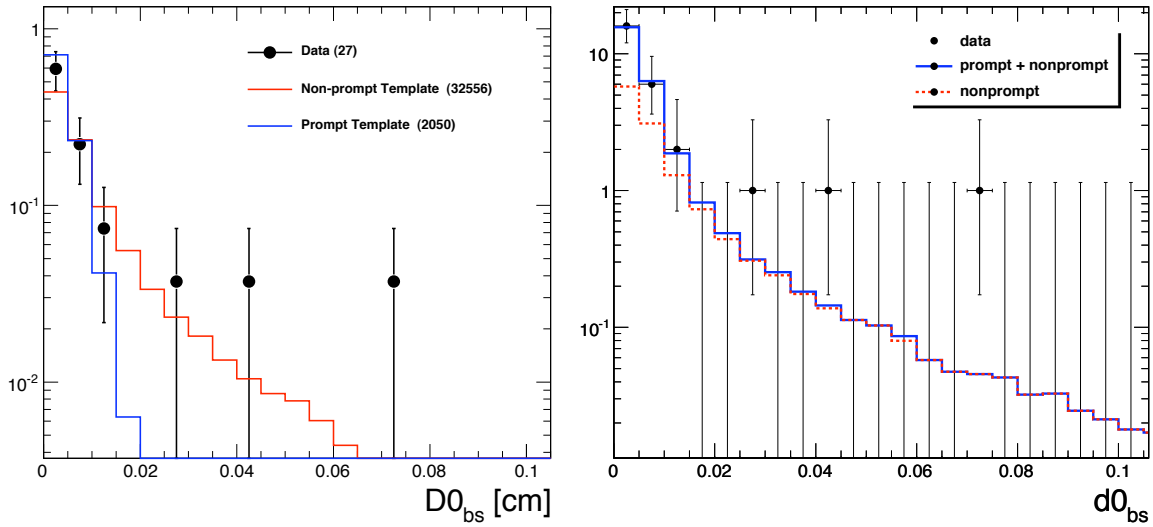 1
10⁻¹
10⁻²
Data (27)
Non-prompt Template (32556)
Prompt Template (2050)
0 0.02 0.04 0.06 0.08 0.1
D0bs [cm]
10
1
10⁻¹
data
prompt + nonprompt
nonprompt
0 0.02 0.04 0.06 0.08 0.1
d0bs